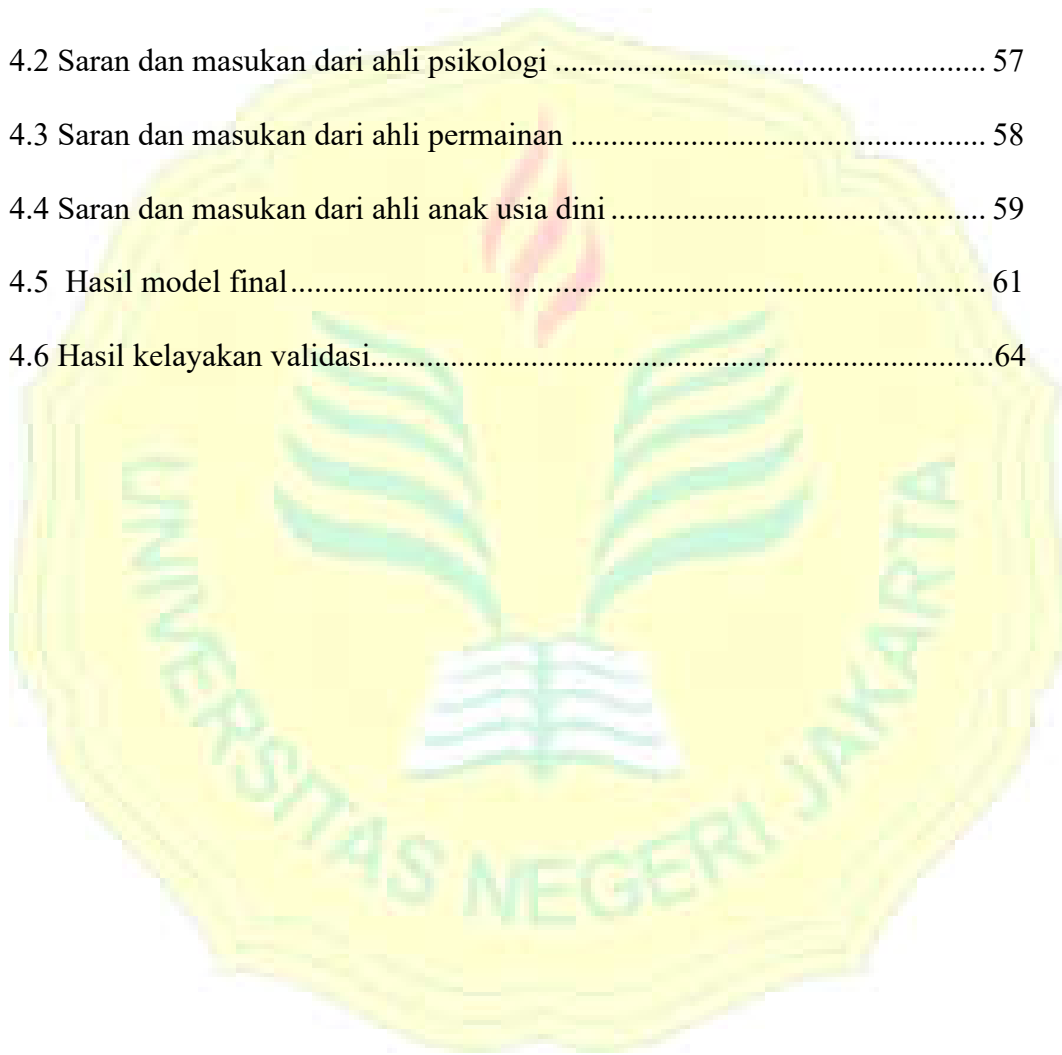 4.2 Saran dan masukan dari ahli psikologi ..................................................... 57
4.3 Saran dan masukan dari ahli permainan ................................................... 58
4.4 Saran dan masukan dari ahli anak usia dini .............................................. 59
4.5  Hasil model final...................................................................................... 61
4.6 Hasil kelayakan validasi............................................................................64
UNIVERSITAS NEGERI JAKARTA